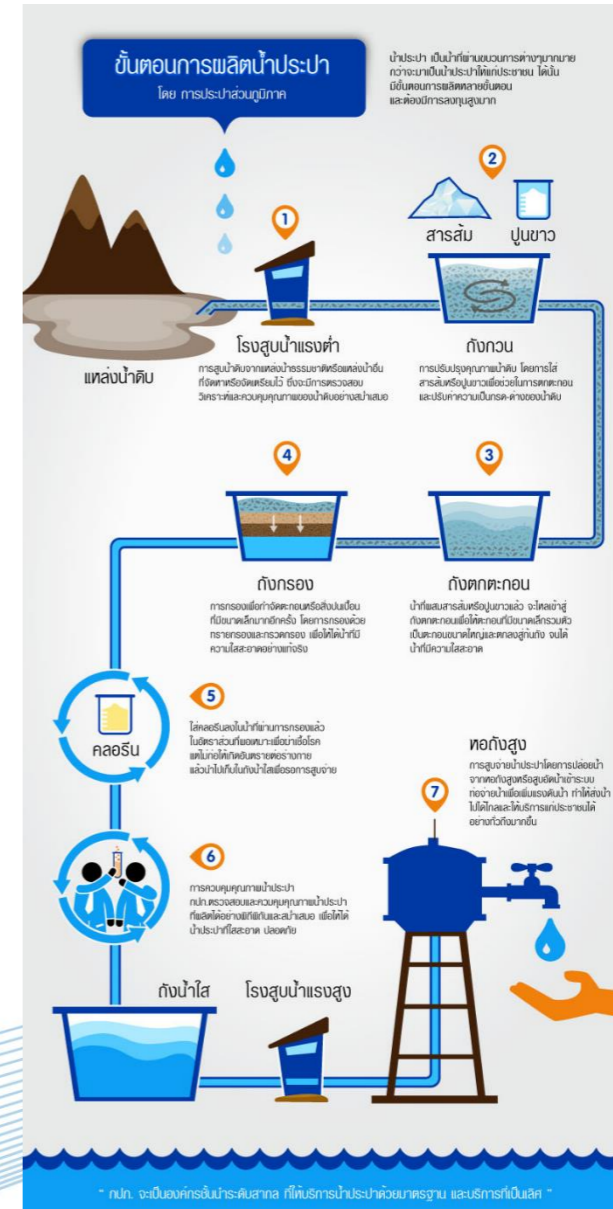 ขั้นตอนการผลิตน้ำประปา
โดย การประปาส่วนภูมิภาค
น้ำประปา เป็นน้ำที่ผ่านขบวนการต่างๆมากมาย
กว่าจะมาเป็นน้ำประปาให้แก่ประชาชน ได้นั้น
มีขั้นตอนการผลิตหลายขั้นตอน
และต้องมีการลงทุนสูงมาก
1
2
สารส้ม
ปูนขาว
แหล่งน้ำดิบ
โรงสูบน้ำแรงต่ำ
การสูบน้ำดิบจากแหล่งน้ำธรรมชาติหรือแหล่งน้ำอื่น
ที่จัดหาหรือจัดเตรียมไว้ ซึ่งจะมีการตรวจสอบ
วิเคราะห์และควบคุมคุณภาพของน้ำดิบอย่างสม่ำเสมอ
ถังกวน
การปรับปรุงคุณภาพน้ำดิบ โดยการใส่
สารส้มหรือปูนขาวเพื่อช่วยในการตกตะกอน
และปรับค่าความเป็นกรด-ด่างของน้ำดิบ
3
ถังตกตะกอน
น้ำที่ผสมสารส้มหรือปูนขาวแล้ว จะไหลเข้าสู่
ถังตกตะกอนเพื่อให้ตะกอนที่มีขนาดเล็กรวมตัว
เป็นตะกอนขนาดใหญ่และตกลงสู่ก้นถัง จนได้
น้ำที่มีความใสสะอาด
4
ถังกรอง
การกรองเพื่อกำจัดตะกอนหรือสิ่งปนเปื้อน
ที่มีขนาดเล็กมากอีกครั้ง โดยการกรองด้วย
ทรายกรองและกรวดกรอง เพื่อให้ได้น้ำที่มี
ความใสสะอาดอย่างแท้จริง
คลอรีน
5
ใส่คลอรีนลงในน้ำที่ผ่านการกรองแล้ว
ในอัตราส่วนที่พอเหมาะเพื่อฆ่าเชื้อโรค
แต่ไม่ก่อให้เกิดอันตรายต่อร่างกาย
แล้วนำไปเก็บในถังน้ำใสเพื่อรอการสูบจ่าย
6
การควบคุมคุณภาพน้ำประปา
กปภ.ตรวจสอบและควบคุมคุณภาพน้ำประปา
ที่ผลิตได้อย่างพิถีพิถันและสม่ำเสมอ เพื่อให้ได้
น้ำประปาที่ใสสะอาด ปลอดภัย
ถังน้ำใส
โรงสูบน้ำแรงสูง
7
หอถังสูง
การสูบจ่ายน้ำประปาโดยการปล่อยน้ำ
จากหอถังสูงหรือสูบอัดน้ำเข้าระบบ
ท่อจ่ายน้ำเพื่อเพิ่มแรงดันน้ำ ทำให้ส่งน้ำ
ไปได้ไกลและให้บริการแก่ประชาชนได้
อย่างทั่วถึงมากขึ้น
" กปภ. จะเป็นองค์กรชั้นนำระดับสากล ที่ให้บริการน้ำประปาด้วยมาตรฐาน และบริการที่เป็นเลิศ "